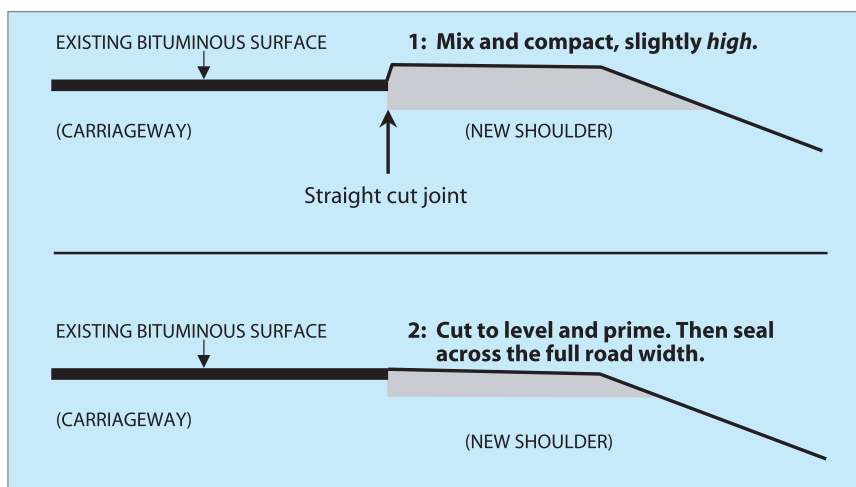 EXISTING BITUMINOUS SURFACE
1: Mix and compact, slightly high.
(CARRIAGEWAY)
(NEW SHOULDER)
Straight cut joint
EXISTING BITUMINOUS SURFACE
2: Cut to level and prime. Then seal
across the full road width.
(CARRIAGEWAY)
(NEW SHOULDER)